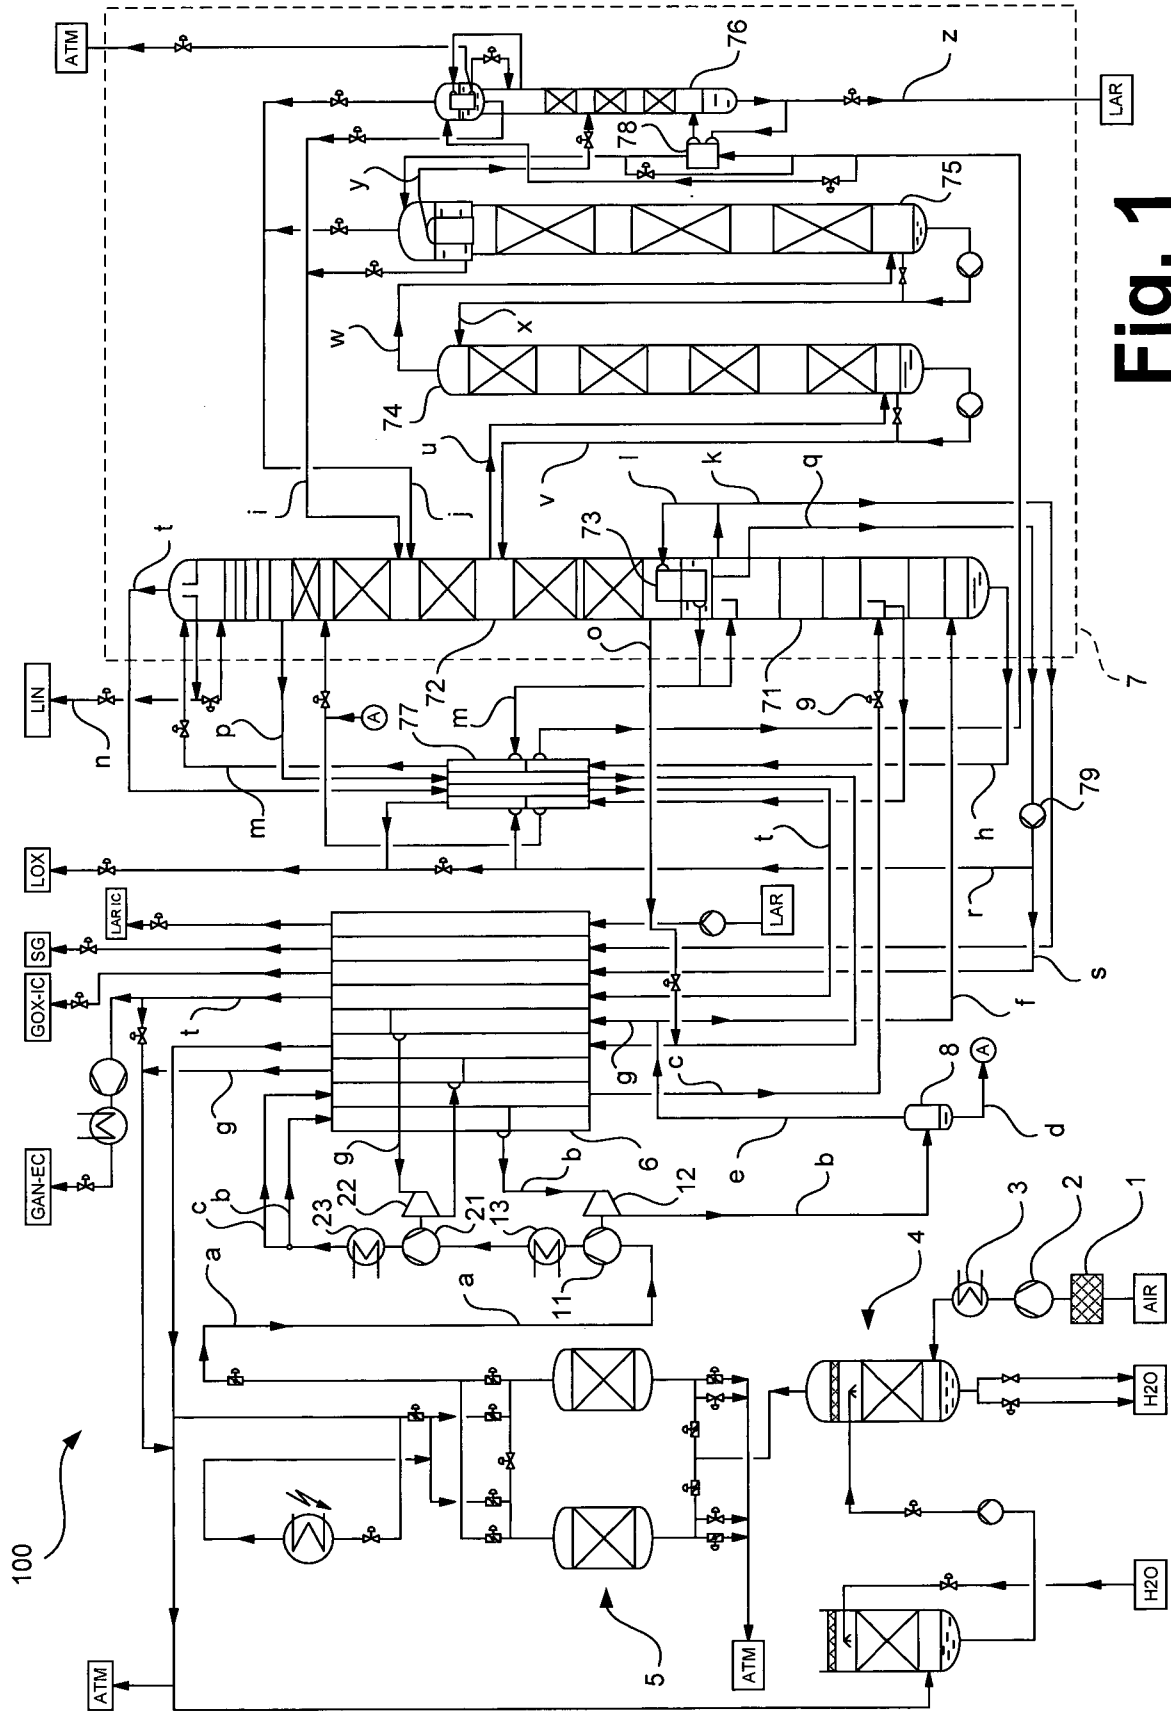 ATM
76
z
LAR
78
y
75
w
x
74
u
v
i
j
l
k
q
73
t
o
72
71
7
LIN
n
p
A
77
m
9
m
h
79
LOX
t
r
LAR IC
SG
GOX-IC
LAR
s
f
t
g
g
c
8
A
d
e
g
6
GAN-EC
b
12
b
c
b
22
23
21
13
11
a
a
4
3
2
1
AIR
H2O
100
5
ATM
H2O
ATM
Fig. 1